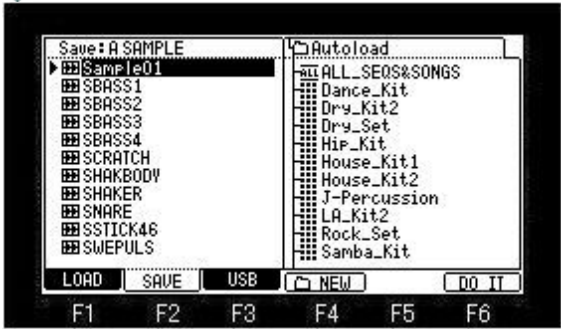 Save:A SAMPLE
Sample01
SBASS1
SBASS2
SBASS3
SBASS4
SCRATCH
SHAKBODY
SHAKER
SNARE
SSTICK46
SWEPULS
Autoload
ALL ALL_SEQS&SONGS
Dance_Kit
Dry_Kit2
Dry_Set
Hip_Kit
House_Kit1
House_Kit2
J-Percussion
LA_Kit2
Rock_Set
Samba_Kit
LOAD SAVE USB NEW DO IT
F1 F2 F3 F4 F5 F6